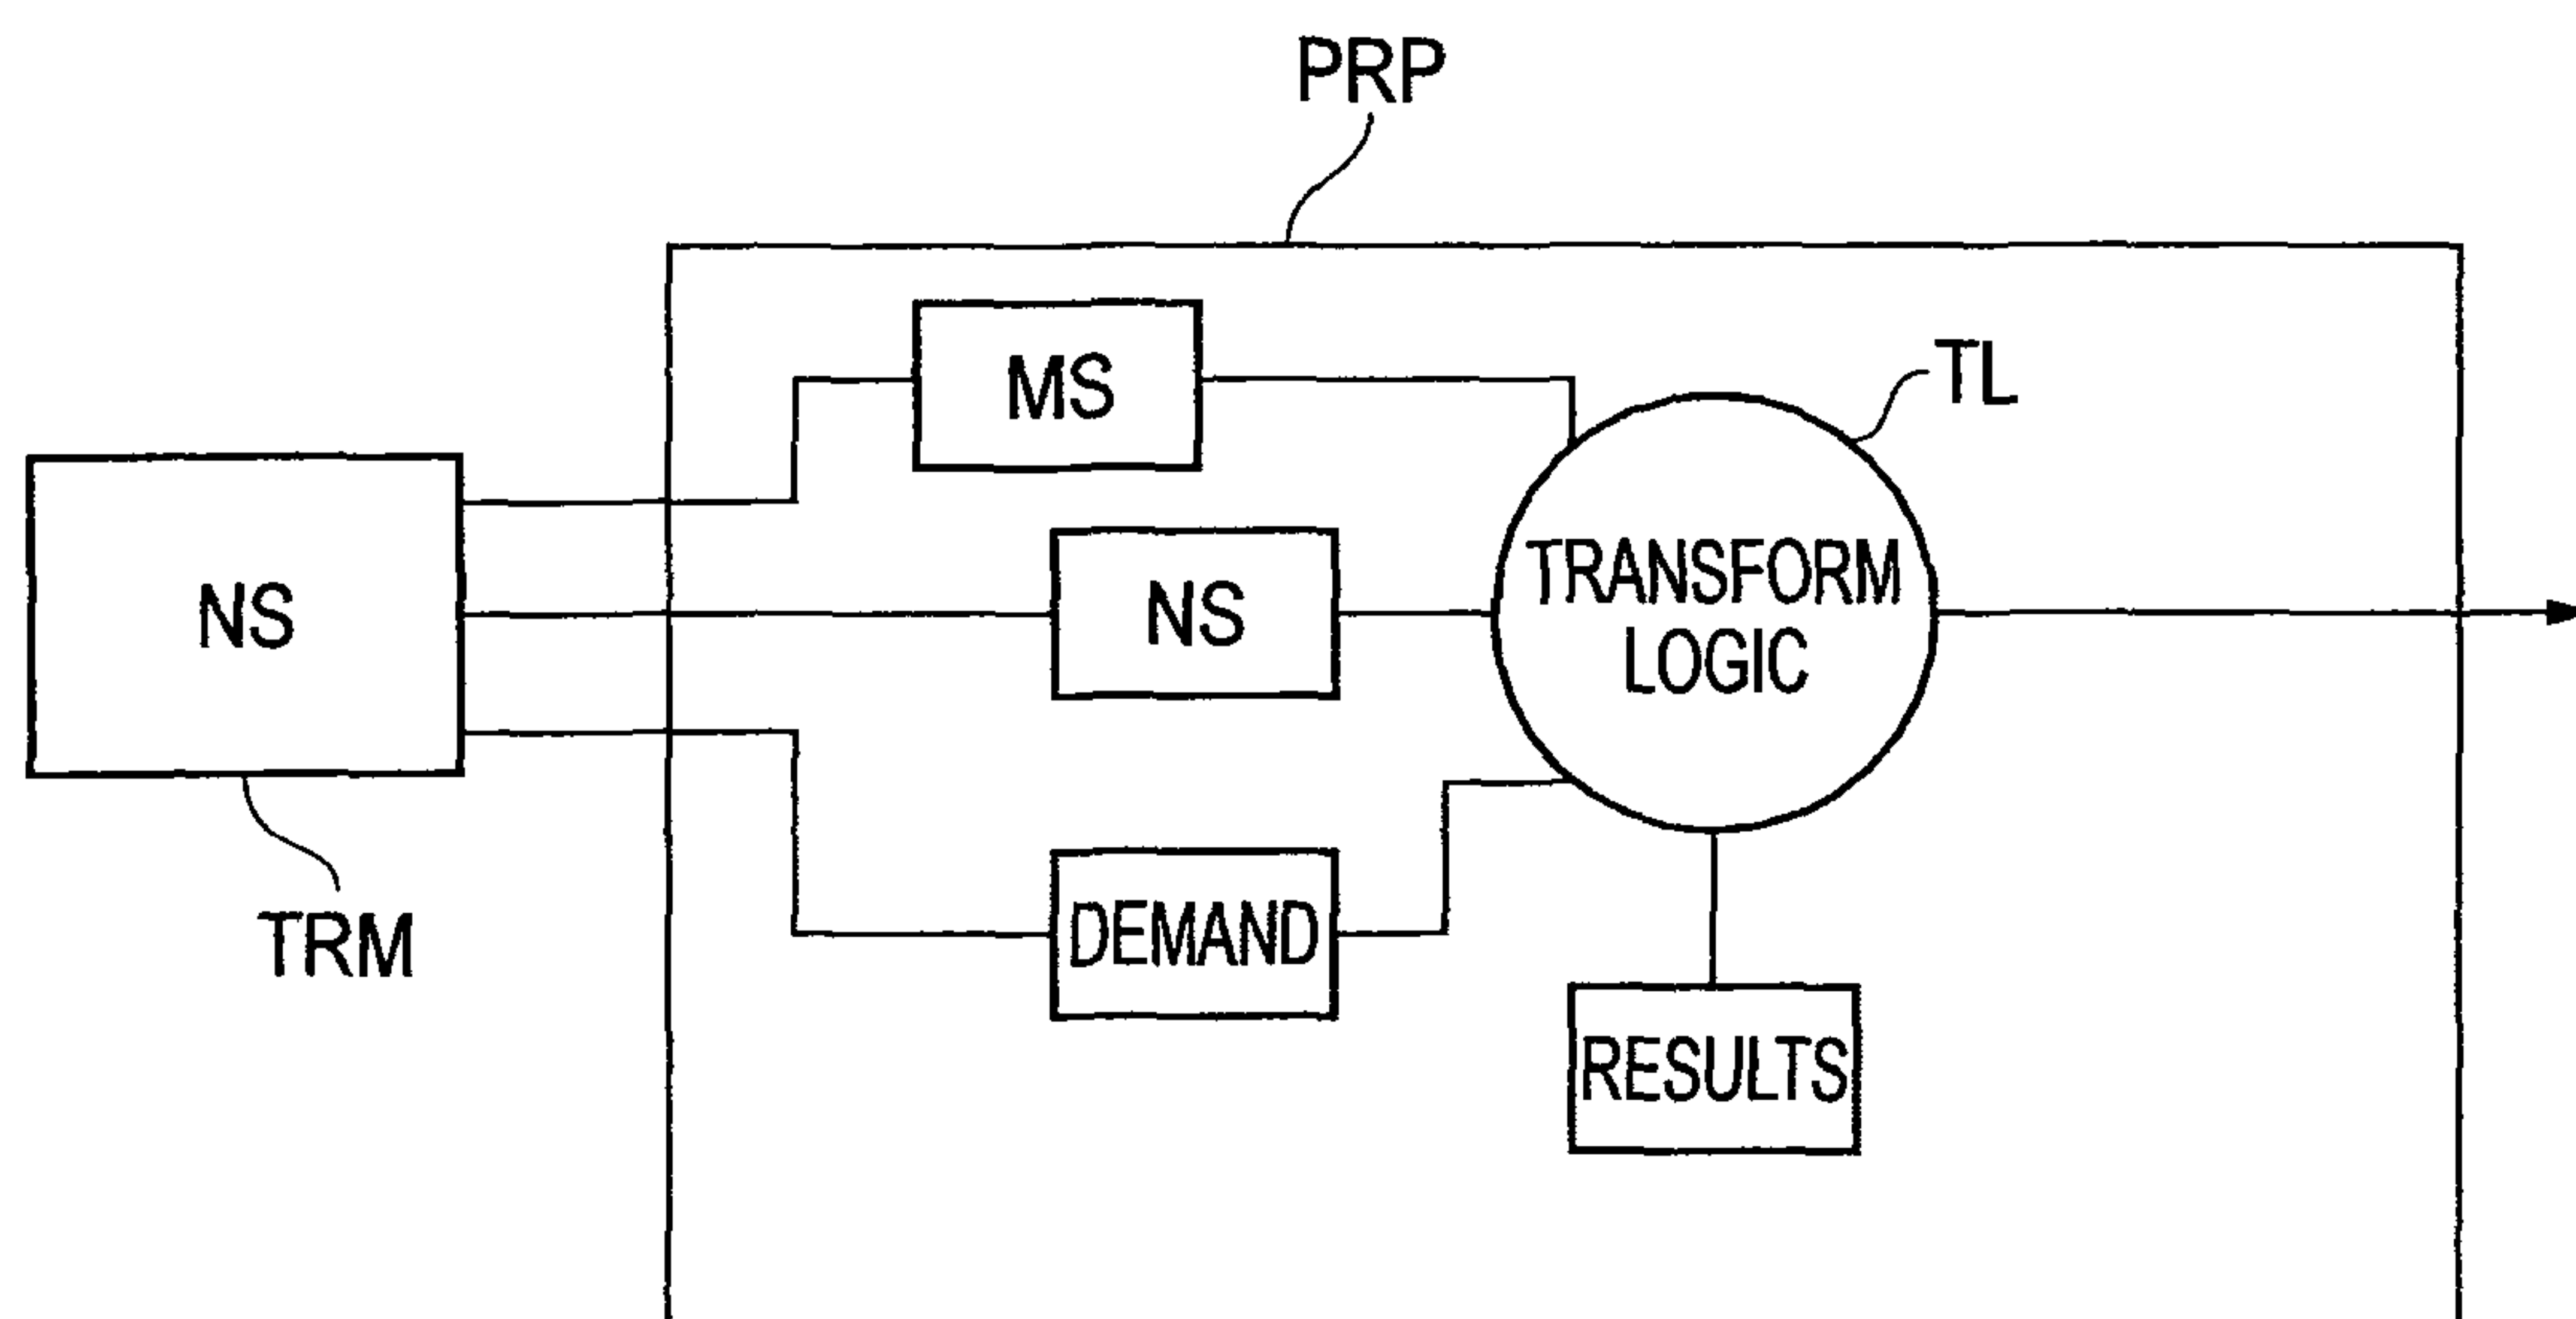 PRP
MS
TL
NS
NS
TRANSFORM
LOGIC
DEMAND
TRM
RESULTS